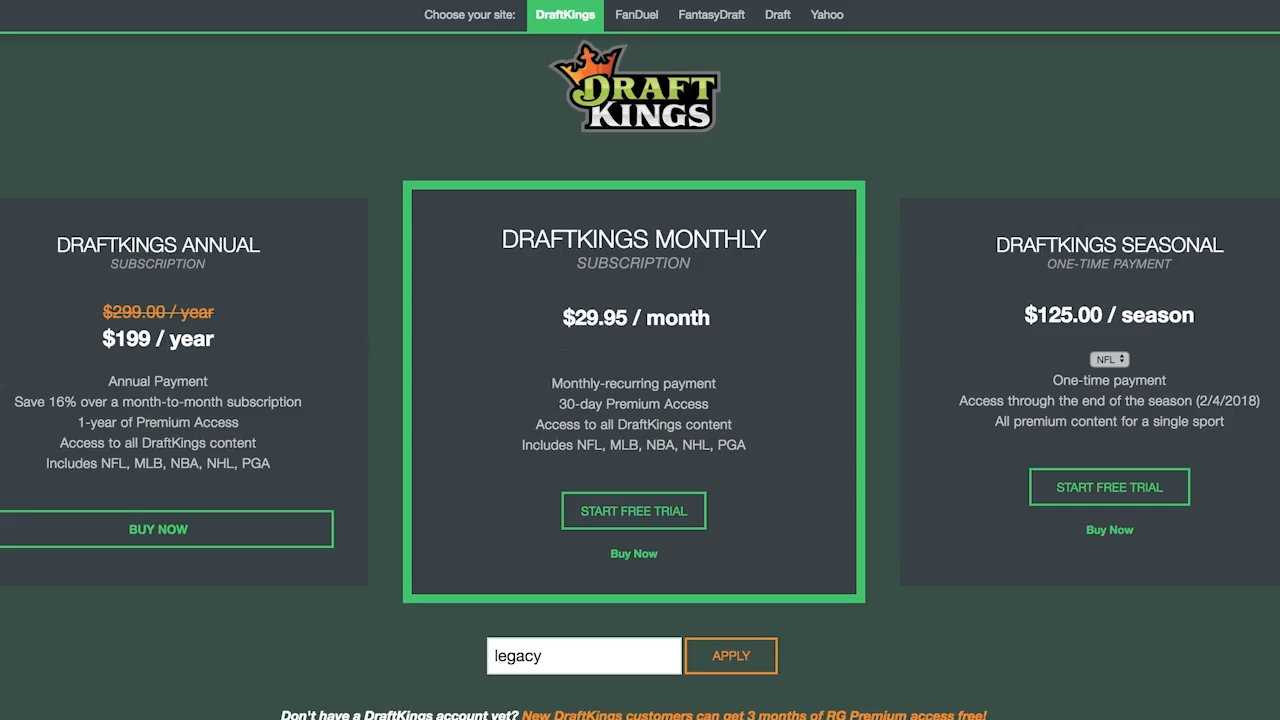 Choose your site: DraftKings FanDuel FantasyDraft Draft Yahoo
DRAFT
KINGS
DRAFTKINGS ANNUAL
SUBSCRIPTION
$299.00 / year
$199 / year
Annual Payment
Save 16% over a month-to-month subscription
1-year of Premium Access
Access to all DraftKings content
Includes NFL, MLB, NBA, NHL, PGA
BUY NOW
DRAFTKINGS MONTHLY
SUBSCRIPTION
$29.95 / month
Monthly-recurring payment
30-day Premium Access
Access to all DraftKings content
Includes NFL, MLB, NBA, NHL, PGA
START FREE TRIAL
Buy Now
DRAFTKINGS SEASONAL
ONE-TIME PAYMENT
$125.00 / season
NFL
One-time payment
Access through the end of the season (2/4/2018)
All premium content for a single sport
START FREE TRIAL
Buy Now
legacy APPLY
Don't have a DraftKings account yet? New DraftKings customers can get 3 months of RG Premium access free!